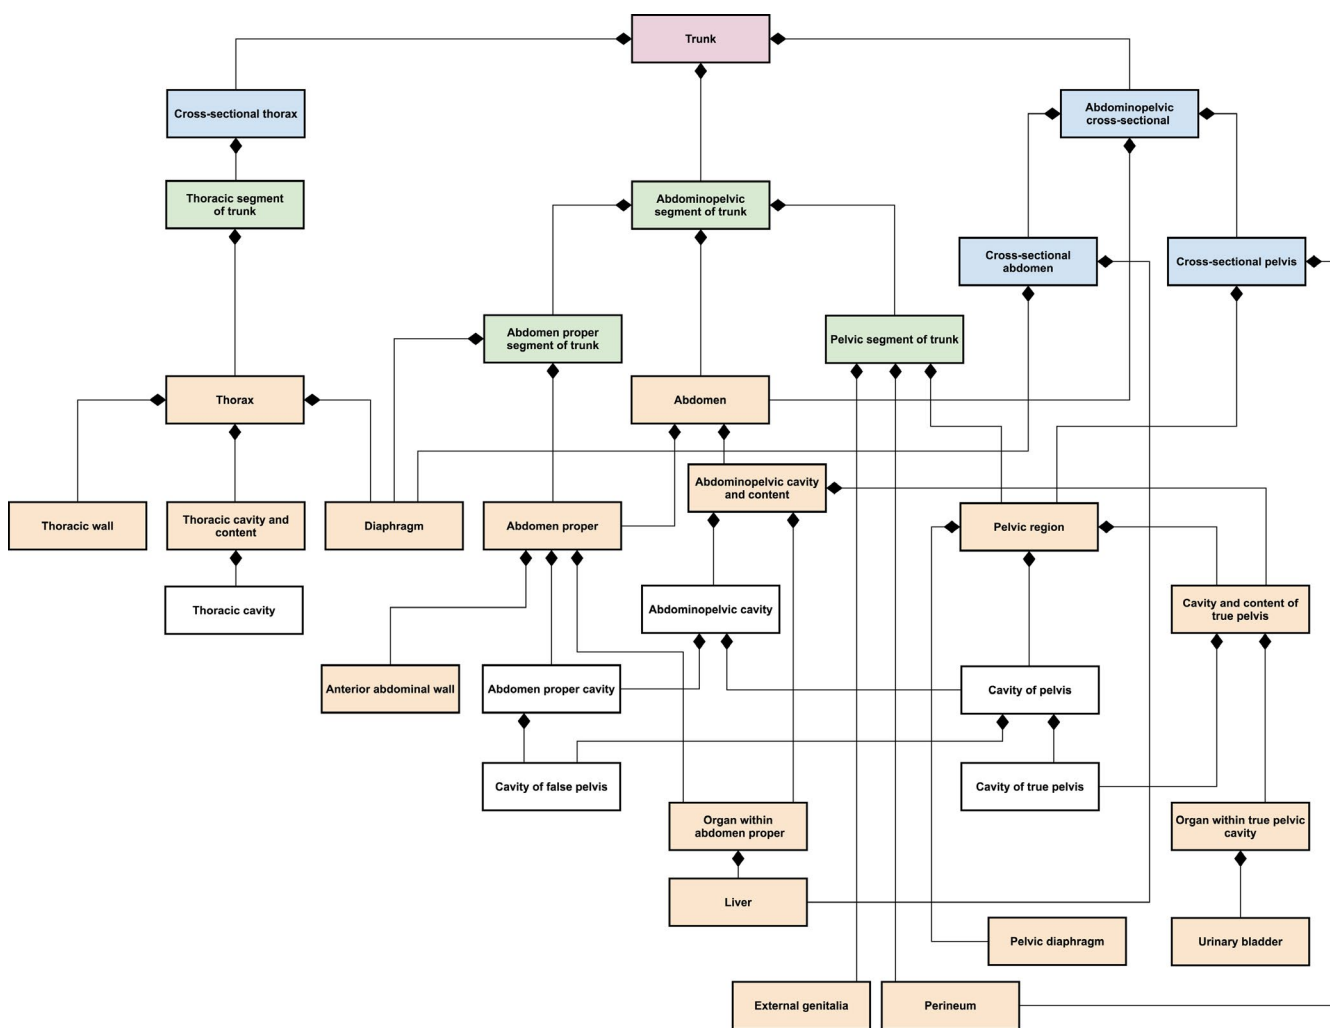 Trunk
Cross-sectional thorax
Abdominopelvic
cross-sectional
Thoracic segment
of trunk
Abdominopelvic
segment of trunk
Cross-sectional
abdomen
Cross-sectional pelvis
Abdomen proper
segment of trunk
Pelvic segment of trunk
Thorax
Abdomen
Abdominopelvic cavity
and content
Thoracic wall
Thoracic cavity and
content
Diaphragm
Abdomen proper
Pelvic region
Thoracic cavity
Abdominopelvic cavity
Cavity and content of
true pelvis
Anterior abdominal wall
Abdomen proper cavity
Cavity of pelvis
Cavity of false pelvis
Cavity of true pelvis
Organ within
abdomen proper
Organ within true pelvic
cavity
Liver
Pelvic diaphragm
Urinary bladder
External genitalia
Perineum